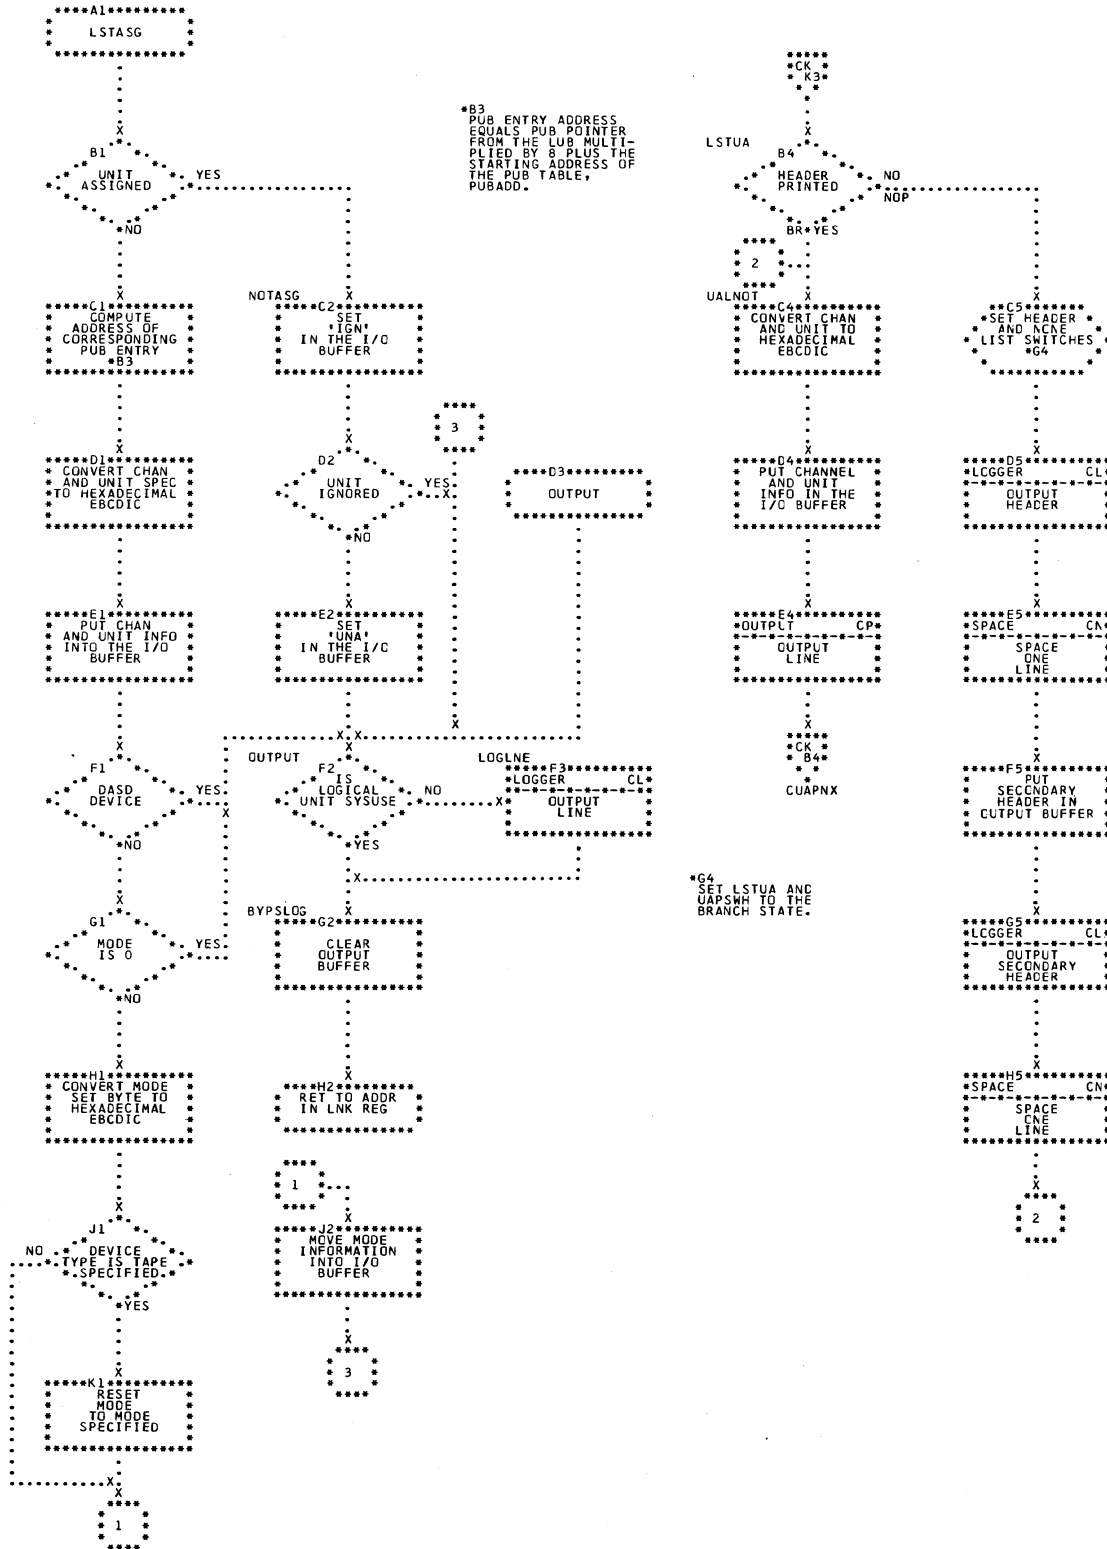 A1
LSTASG
B1
UNIT
ASSIGNED
YES
NO
C1
COMPUTE
ADDRESS OF
CORRESPONDING
PUB ENTRY
*B3
D1
CONVERT CHAN
AND UNIT SPEC
TO HEXADECIMAL
EBCDIC
E1
PUT CHAN
AND UNIT INFO
INTO THE I/O
BUFFER
F1
DASD
DEVICE
YES
NO
G1
MODE
IS 0
YES
NO
H1
CONVERT MODE
SET BYTE TO
HEXADECIMAL
EBCDIC
J1
DEVICE
TYPE IS TAPE
SPECIFIED
NO
YES
K1
RESET
MODE
TO MODE
SPECIFIED
1
NOTASG
C2
SET
'IGN'
IN THE I/O
BUFFER
D2
UNIT
IGNORED
YES
NO
3
E2
SET
'UNA'
IN THE I/O
BUFFER
OUTPUT
F2
IS
LOGICAL
UNIT SYSUSE
NO
YES
BYPSLOG
G2
CLEAR
OUTPUT
BUFFER
H2
RET TO ADDR
IN LNK REG
1
J2
MOVE MODE
INFORMATION
INTO I/O
BUFFER
3
*B3
PUB ENTRY ADDRESS
EQUALS PUB POINTER
FROM THE LUB MULTI-
PLIED BY 8 PLUS THE
STARTING ADDRESS OF
THE PUB TABLE,
PUBADD.
D3
OUTPUT
LOGLNE
F3
LOGGER CL
OUTPUT
LINE
CK
K3
LSTUA
B4
HEADER
PRINTED
NO
NOP
BR YES
2
UALNOT
C4
CONVERT CHAN
AND UNIT TO
HEXADECIMAL
EBCDIC
D4
PUT CHANNEL
AND UNIT
INFO IN THE
I/O BUFFER
E4
OUTPUT CP
OUTPUT
LINE
CK
B4
CUAPNX
*G4
SET LSTUA AND
UAPSWH TO THE
BRANCH STATE.
C5
SET HEADER
AND NONE
LIST SWITCHES
*G4
D5
LOGGER CL
OUTPUT
HEADER
E5
SPACE CN
SPACE
ONE
LINE
F5
PUT
SECONDARY
HEADER IN
OUTPUT BUFFER
G5
LOGGER CL
OUTPUT
SECONDARY
HEADER
H5
SPACE CN
SPACE
ONE
LINE
2